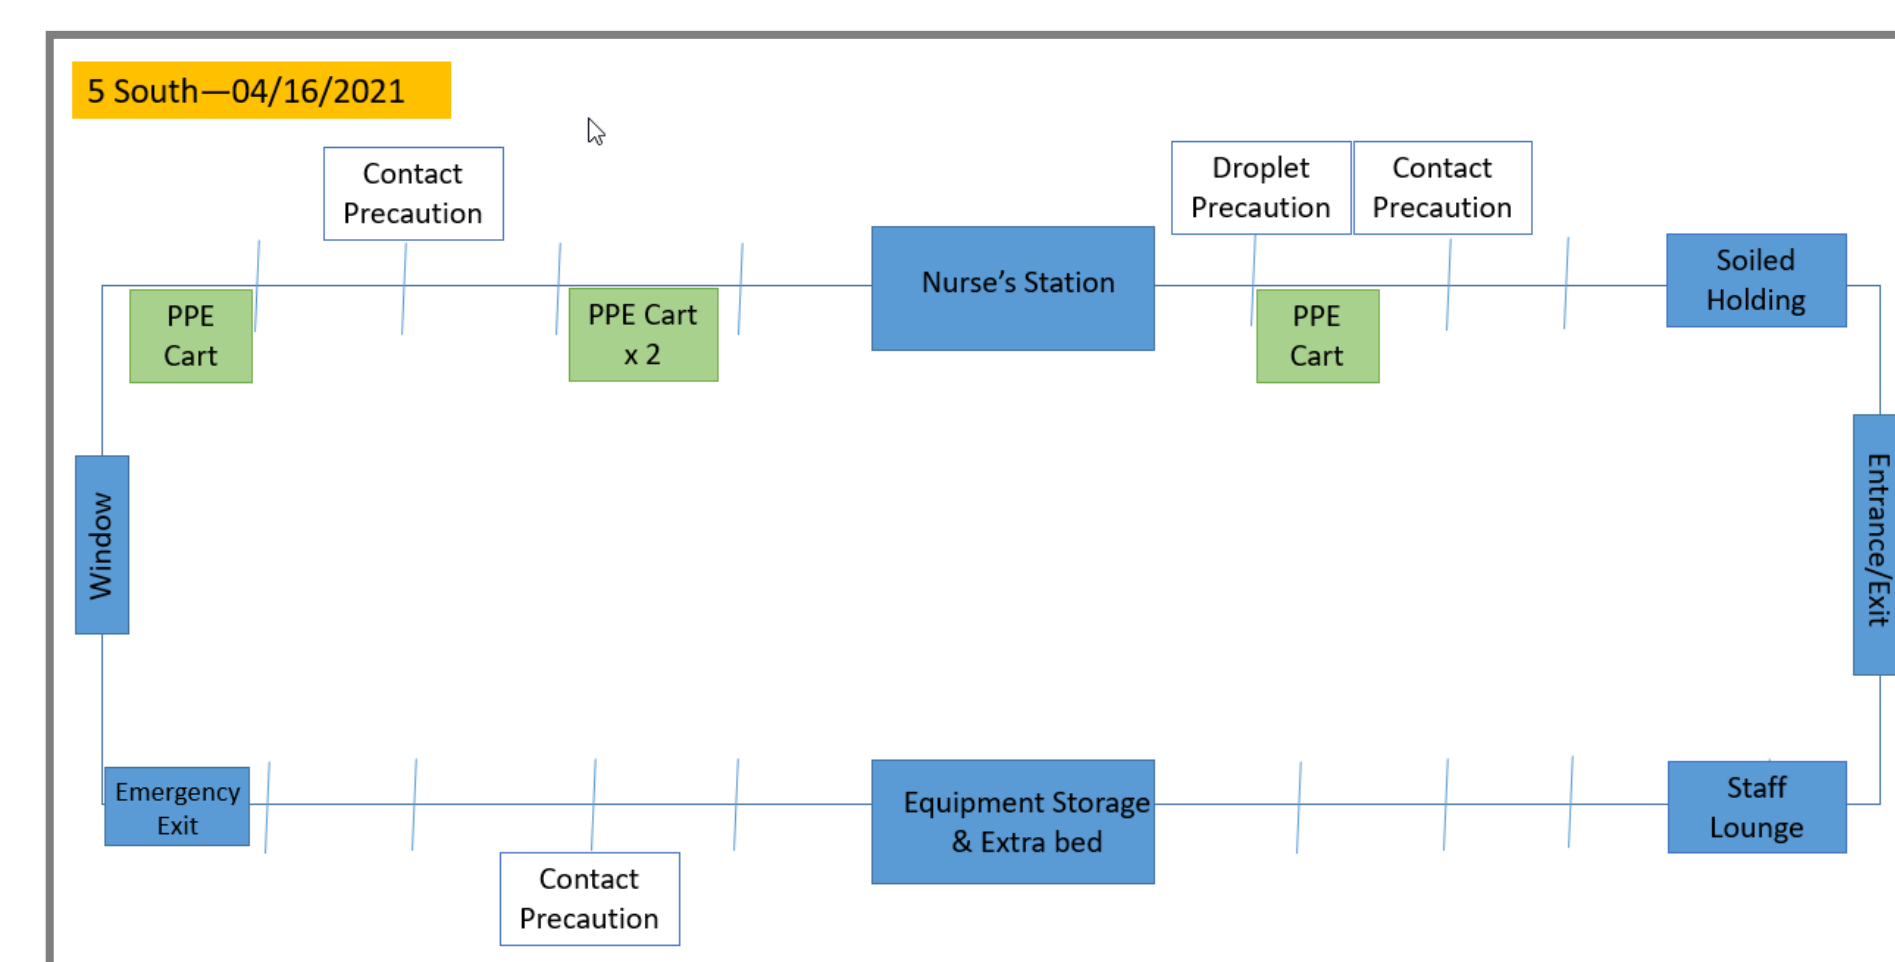 5 South—04/16/2021
Contact
Precaution
Droplet
Precaution
Contact
Precaution
Nurse’s Station
Soiled
Holding
PPE
Cart
PPE Cart
x 2
PPE
Cart
Window
Entrance/Exit
Emergency
Exit
Equipment Storage
& Extra bed
Staff
Lounge
Contact
Precaution